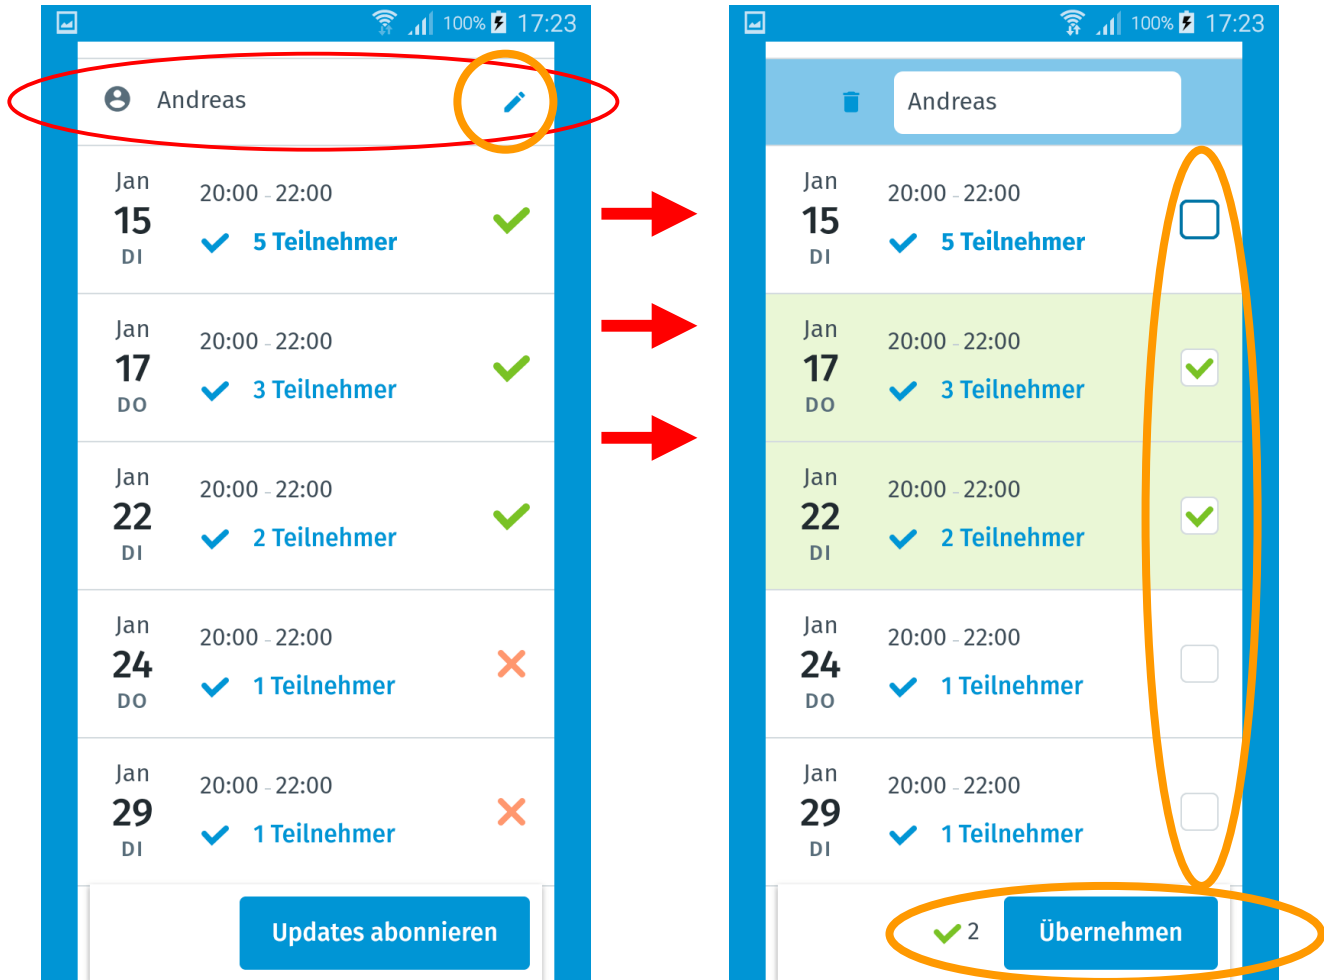 100% 17:23
Andreas
Jan
15
DI
20:00 - 22:00
5 Teilnehmer
Jan
17
DO
20:00 - 22:00
3 Teilnehmer
Jan
22
DI
20:00 - 22:00
2 Teilnehmer
Jan
24
DO
20:00 - 22:00
1 Teilnehmer
Jan
29
DI
20:00 - 22:00
1 Teilnehmer
Updates abonnieren
100% 17:23
Andreas
Jan
15
DI
20:00 - 22:00
5 Teilnehmer
Jan
17
DO
20:00 - 22:00
3 Teilnehmer
Jan
22
DI
20:00 - 22:00
2 Teilnehmer
Jan
24
DO
20:00 - 22:00
1 Teilnehmer
Jan
29
DI
20:00 - 22:00
1 Teilnehmer
2 Übernehmen